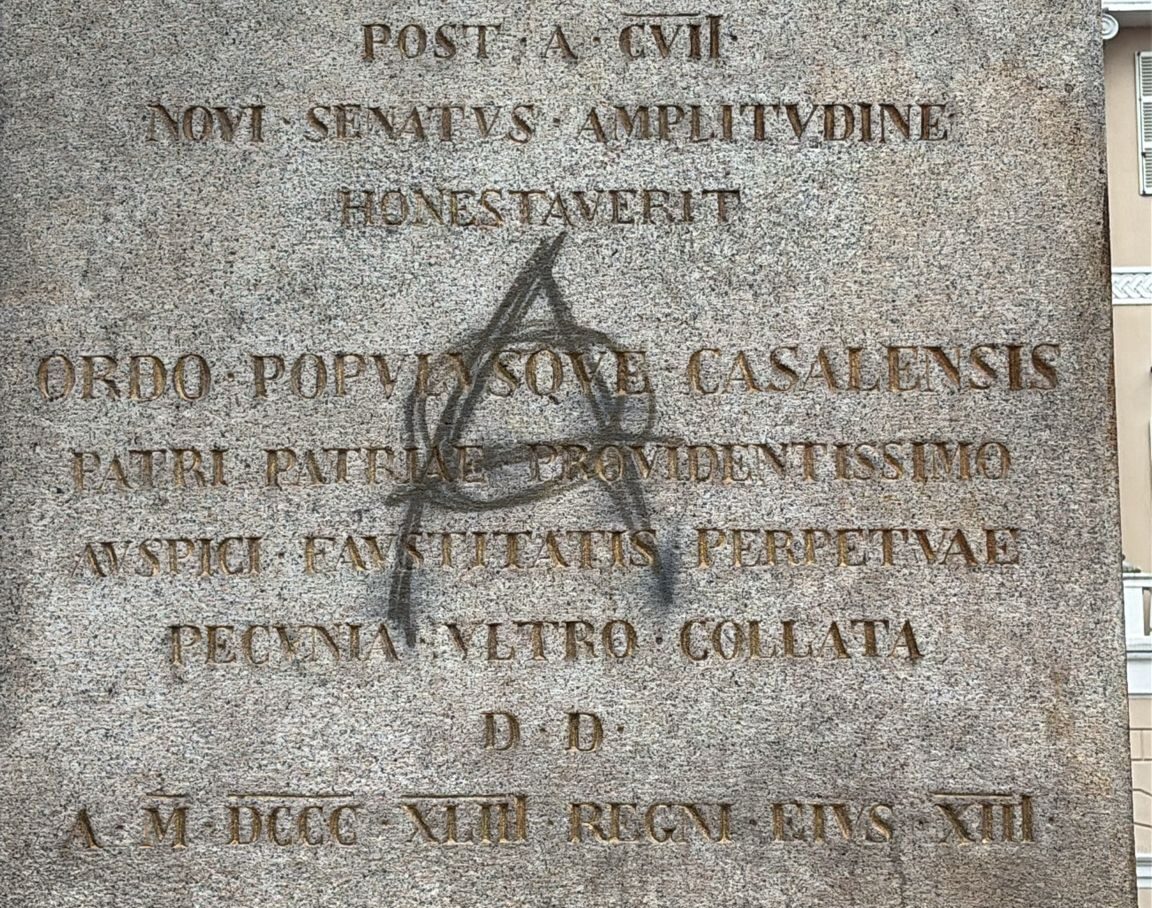 POST · A · CVII ·
NOVI · SENATVS · AMPLITVDINE ·
HONESTAVERIT
ORDO · POPVLVSQVE · CASALENSIS
PATRI PATRIAE PROVIDENTISSIMO
AVSPICI · FAVSTITATIS · PERPETVAE
PECVNIA · VLTRO · COLLATA
D · D ·
A · M · DCCC · XLIII · REGNI · EIVS · XIII ·